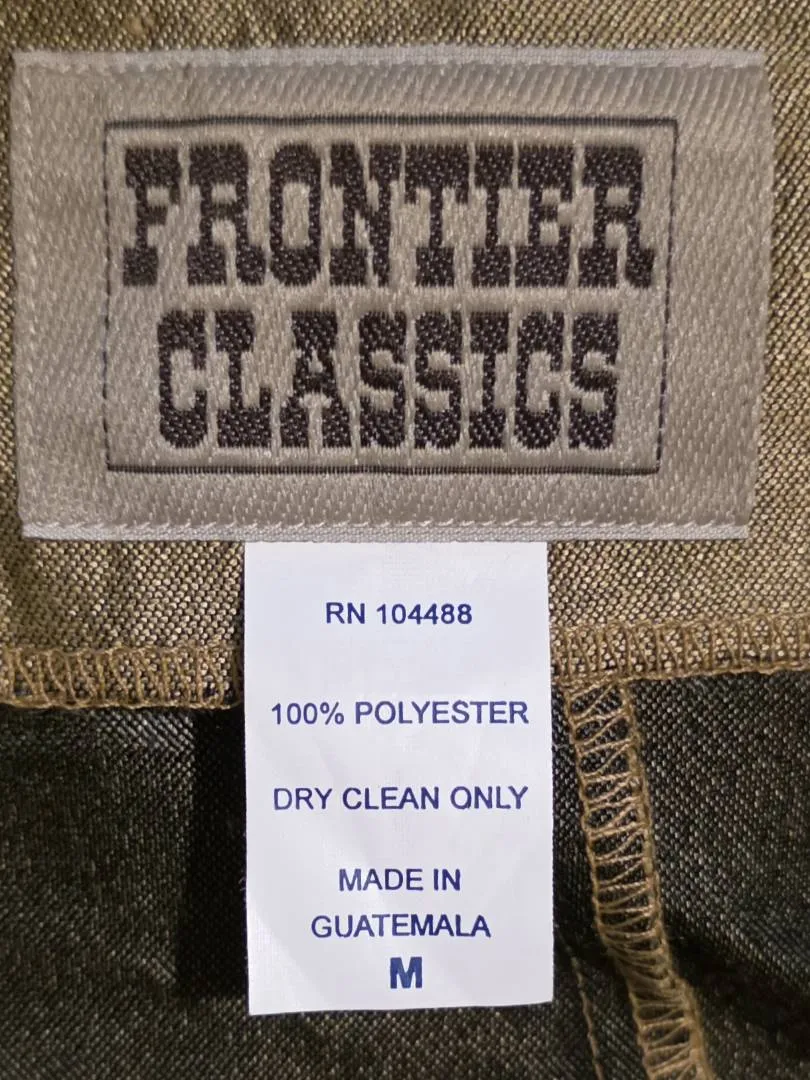 FRONTIER
CLASSICS
RN 104488
100% POLYESTER
DRY CLEAN ONLY
MADE IN
GUATEMALA
M